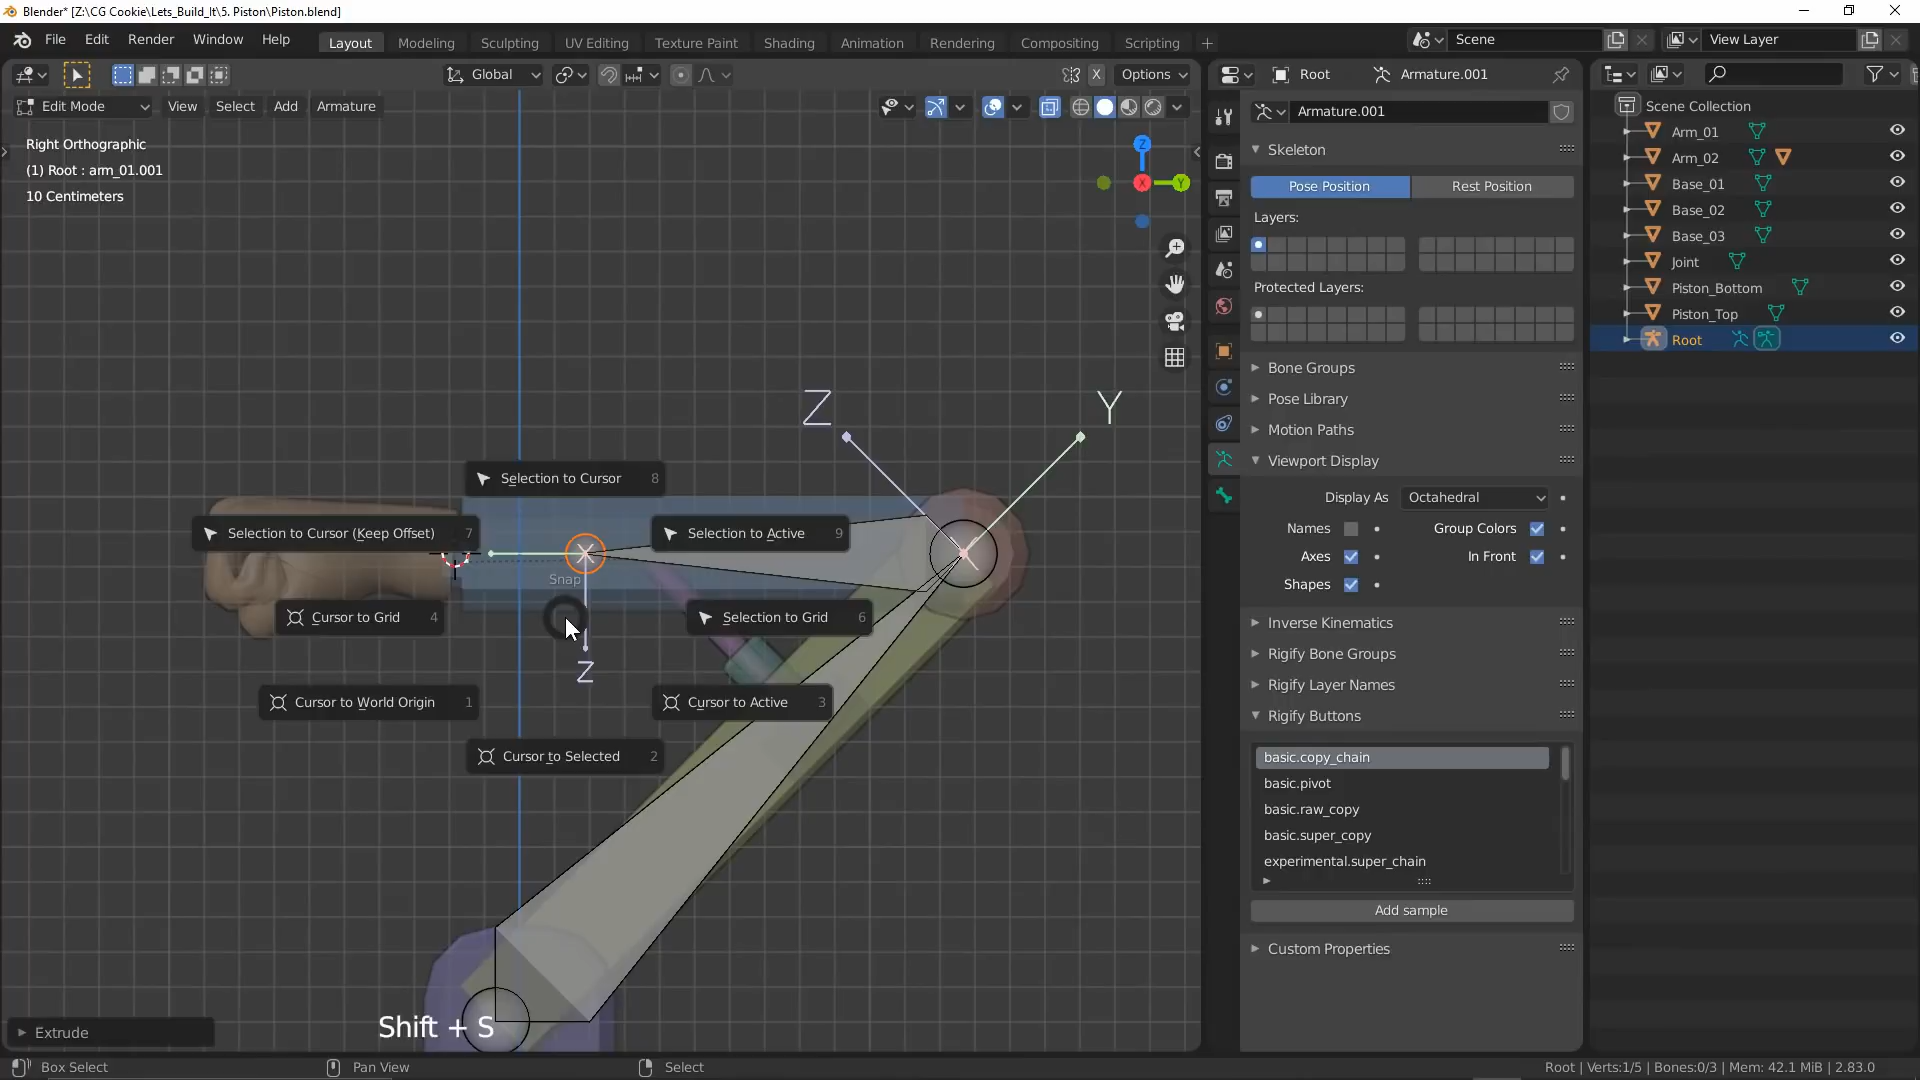 Blender* [Z:\CG Cookie\Lets_Build_It\5. Piston\Piston.blend]
File Edit Render Window Help
Layout Modeling Sculpting UV Editing Texture Paint Shading Animation Rendering Compositing Scripting
Scene
View Layer
Global
X
Options
Root
Armature.001
Edit Mode
View Select Add Armature
Right Orthographic
(1) Root : arm_01.001
10 Centimeters
Z
X
Y
Z
Y
Selection to Cursor 8
Selection to Cursor (Keep Offset) 7
Selection to Active 9
Snap
Cursor to Grid 4
Selection to Grid 6
Z
Cursor to World Origin 1
Cursor to Active 3
Cursor to Selected 2
Extrude
Shift + S
Armature.001
Skeleton
Pose Position
Rest Position
Layers:
Protected Layers:
Bone Groups
Pose Library
Motion Paths
Viewport Display
Display As Octahedral
Names
Group Colors
Axes
In Front
Shapes
Inverse Kinematics
Rigify Bone Groups
Rigify Layer Names
Rigify Buttons
basic.copy_chain
basic.pivot
basic.raw_copy
basic.super_copy
experimental.super_chain
Add sample
Custom Properties
Scene Collection
Arm_01
Arm_02
Base_01
Base_02
Base_03
Joint
Piston_Bottom
Piston_Top
Root
Box Select
Pan View
Select
Root | Verts:1/5 | Bones:0/3 | Mem: 42.1 MiB | 2.83.0